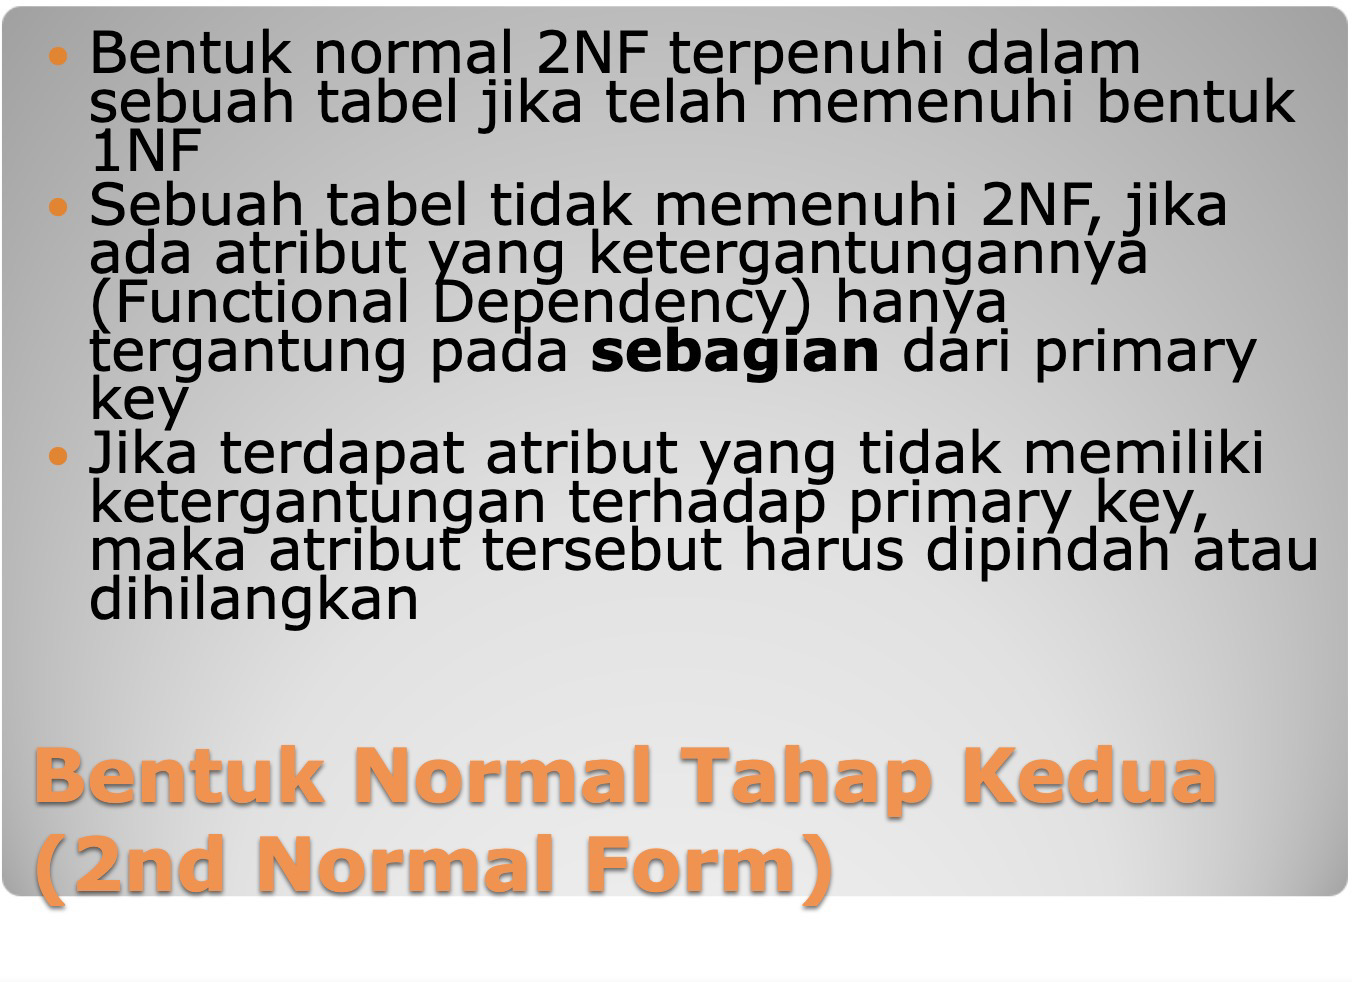 • Bentuk normal 2NF terpenuhi dalam
sebuah tabel jika telah memenuhi bentuk
1NF
• Sebuah tabel tidak memenuhi 2NF, jika
ada atribut yang ketergantungannya
(Functional Dependency) hanya
tergantung pada sebagian dari primary
key
• Jika terdapat atribut yang tidak memiliki
ketergantungan terhadap primary key,
maka atribut tersebut harus dipindah atau
dihilangkan
Bentuk Normal Tahap Kedua
(2nd Normal Form)